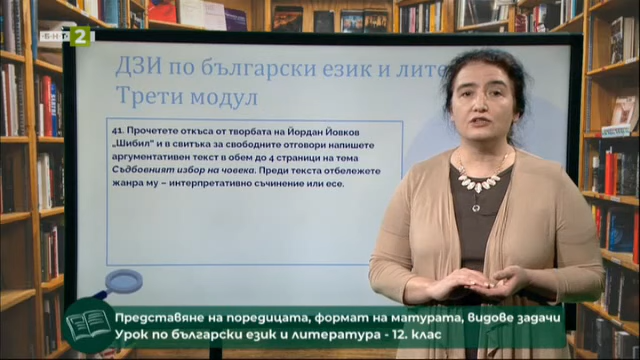 БНТ 2
ДЗИ по български език и лите
Трети модул
41. Прочетете откъса от творбата на Йордан Йовков
„Шибил" и в свитъка за свободните отговори напишете
аргументативен текст в обем до 4 страници на тема
Съдбовният избор на човека. Преди текста отбележете
жанра му – интерпретативно съчинение или есе.
Представяне на поредицата, формат на матурата, видове задачи
Урок по български език и литература - 12. клас